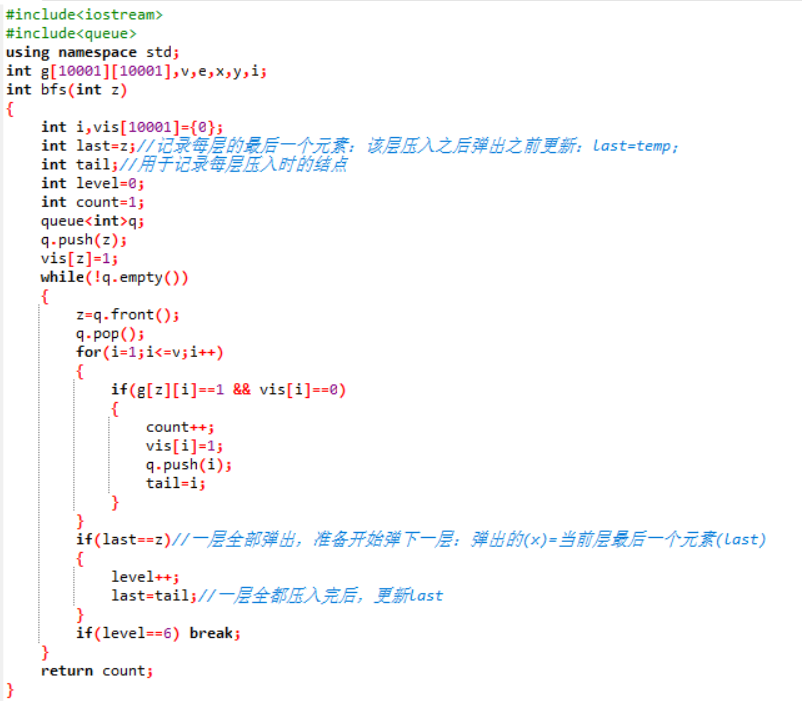 #include<iostream>
#include<queue>
using namespace std;
int g[10001][10001],v,e,x,y,i;
int bfs(int z)
{
    int i,vis[10001]={0};
    int last=z;//记录每层的最后一个元素：该层压入之后弹出之前更新：last=temp;
    int tail;//用于记录每层压入时的结点
    int level=0;
    int count=1;
    queue<int>q;
    q.push(z);
    vis[z]=1;
    while(!q.empty())
    {
        z=q.front();
        q.pop();
        for(i=1;i<=v;i++)
        {
            if(g[z][i]==1 && vis[i]==0)
            {
                count++;
                vis[i]=1;
                q.push(i);
                tail=i;
            }
        }
        if(last==z)//一层全部弹出，准备开始弹下一层：弹出的(x)=当前层最后一个元素(last)
        {
            level++;
            last=tail;//一层全都压入完后，更新last
        }
        if(level==6) break;
    }
    return count;
}